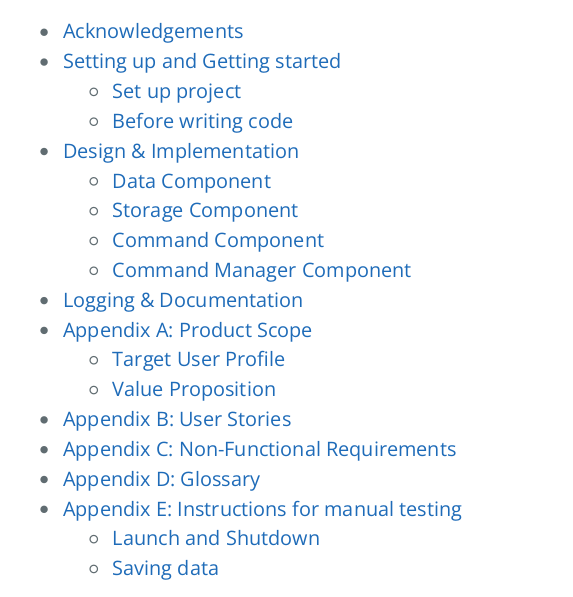 Acknowledgements
Setting up and Getting started
Set up project
Before writing code
Design & Implementation
Data Component
Storage Component
Command Component
Command Manager Component
Logging & Documentation
Appendix A: Product Scope
Target User Profile
Value Proposition
Appendix B: User Stories
Appendix C: Non-Functional Requirements
Appendix D: Glossary
Appendix E: Instructions for manual testing
Launch and Shutdown
Saving data